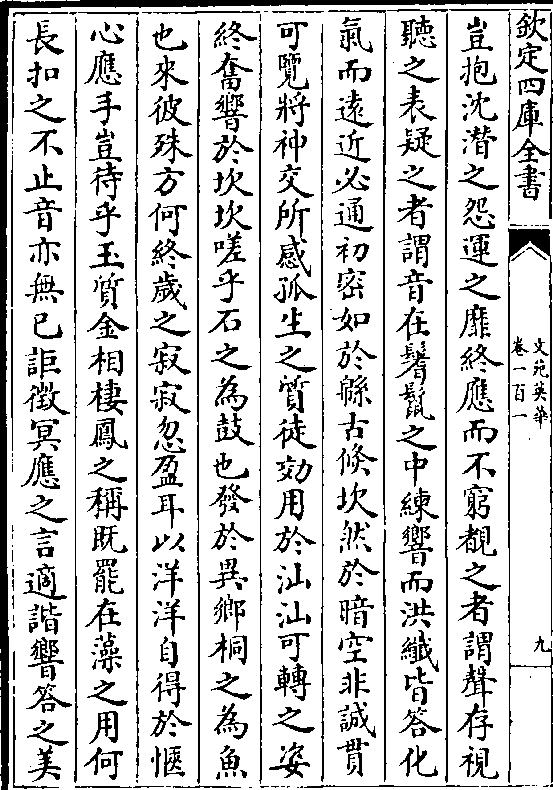 欽定四庫全書
文苑英華
卷一百一
九
豈抱沈潜之怨運之靡終應而不窮覩之者謂聲存視
聽之表疑之者謂音在鬌髭之中練響而洪纖皆答化
氣而遠近必通初密如於緜古倐坎然於暗空非誠貫
可覽將神交所感孤生之質徒効用於汕汕可轉之姿
終奮響於坎坎嗟乎石之為鼓也發於異鄉桐之為魚
也來彼殊方何終歲之寂寂忽盈耳以洋洋自得於愜
心應手豈待乎玉質金相棲鳳之稱既罷在藻之用何
長扣之不止音亦無已詎徴冥應之言適諧響答之美